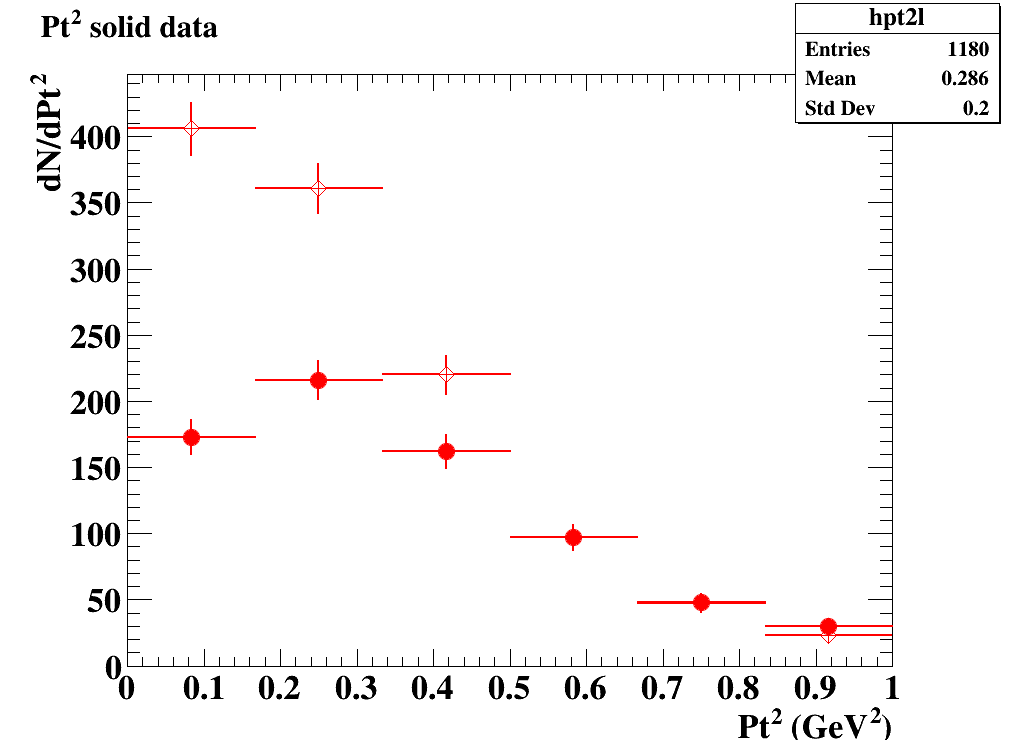 Pt² solid data
hpt2l
Entries 1180
Mean 0.286
Std Dev 0.2
dN/dPt²
400
350
300
250
200
150
100
50
0
0 0.1 0.2 0.3 0.4 0.5 0.6 0.7 0.8 0.9 1
Pt² (GeV²)